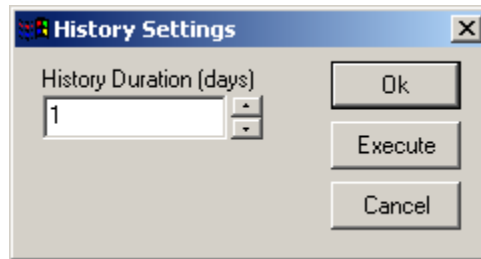 History Settings
History Duration (days)
1
Ok
Execute
Cancel